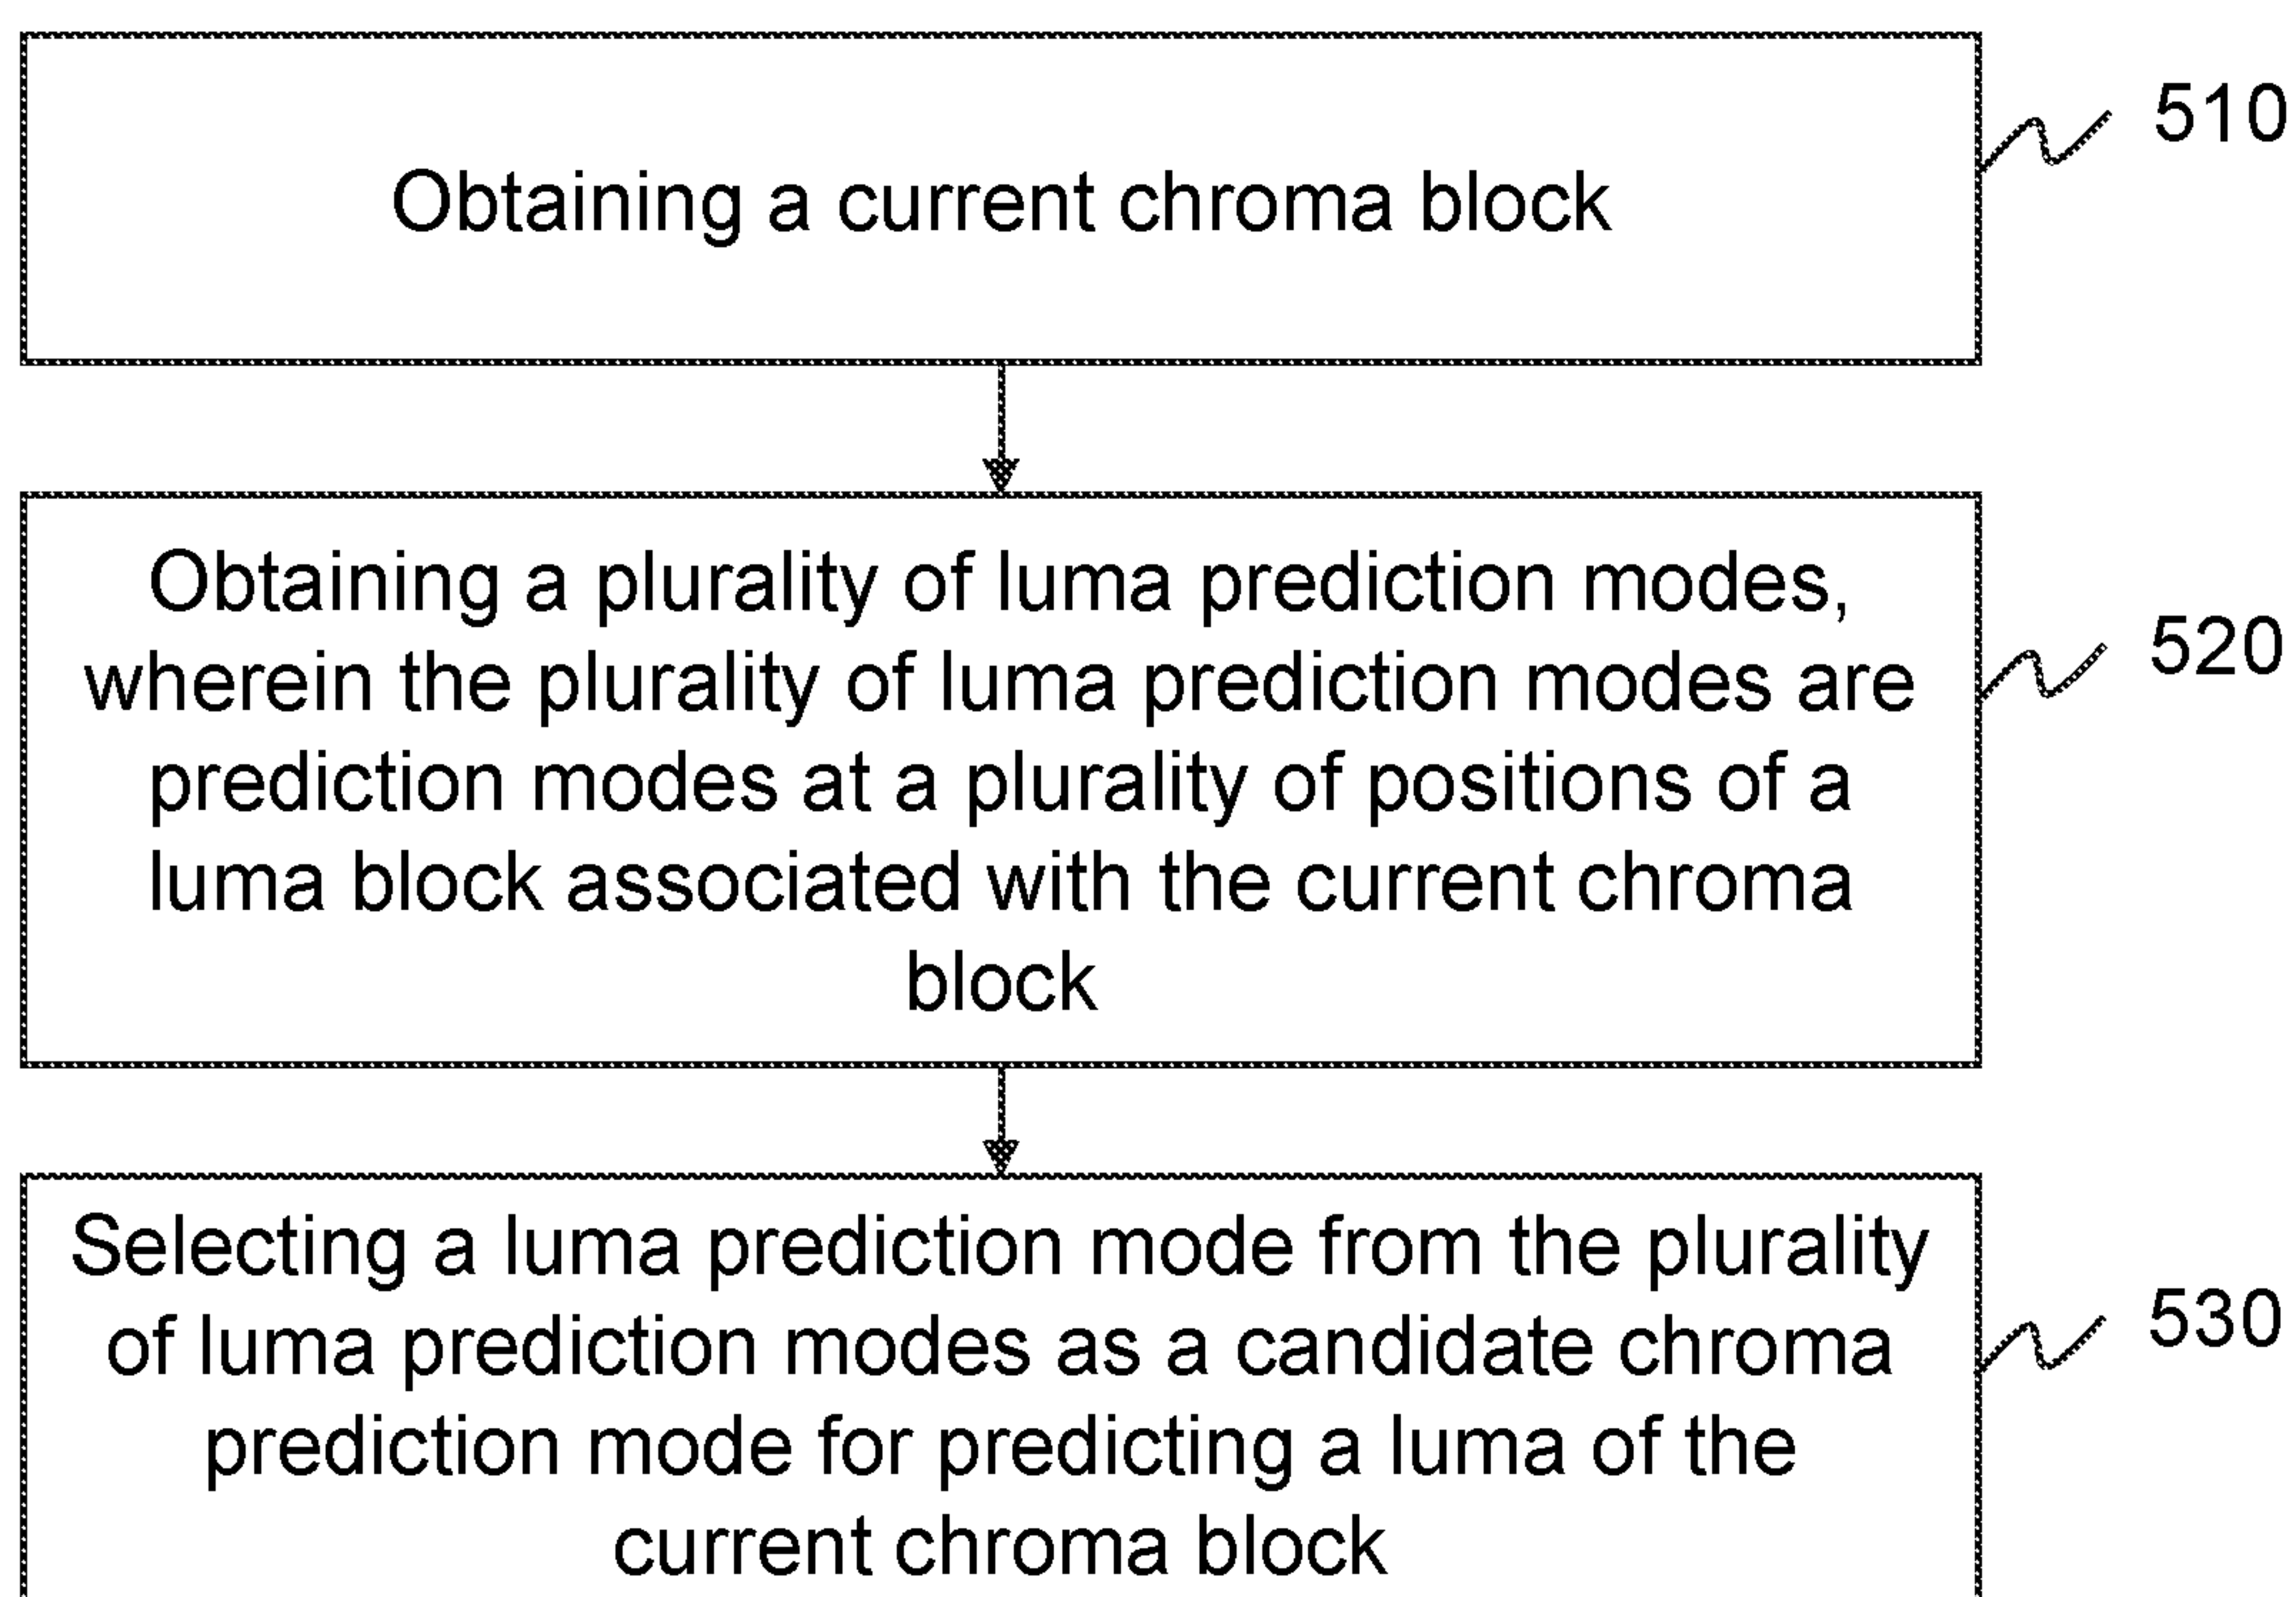 Obtaining a current chroma block
510
Obtaining a plurality of luma prediction modes,
wherein the plurality of luma prediction modes are
prediction modes at a plurality of positions of a
luma block associated with the current chroma
block
520
Selecting a luma prediction mode from the plurality
of luma prediction modes as a candidate chroma
prediction mode for predicting a luma of the
current chroma block
530